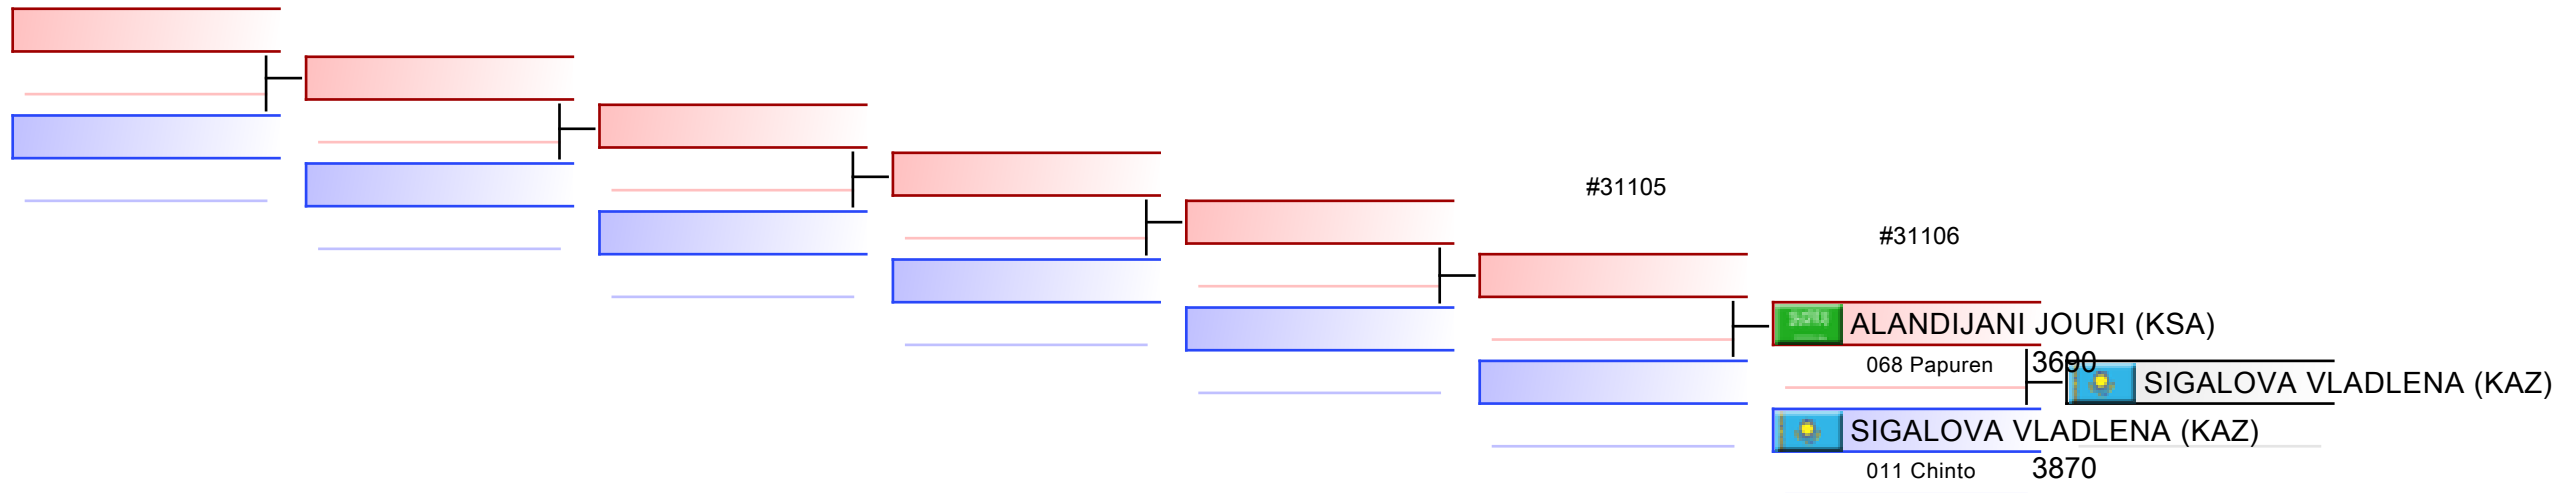 #31105
#31106
ALANDIJANI JOURI (KSA)
068 Papuren 3690
SIGALOVA VLADLENA (KAZ)
SIGALOVA VLADLENA (KAZ)
011 Chinto 3870